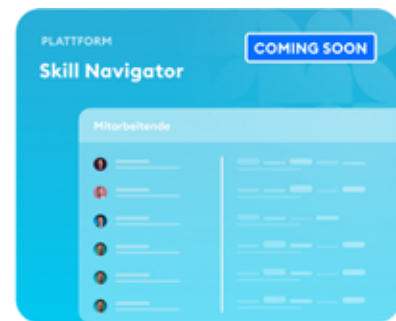 PLATTFORM
COMING SOON
Skill Navigator
Mitarbeitende